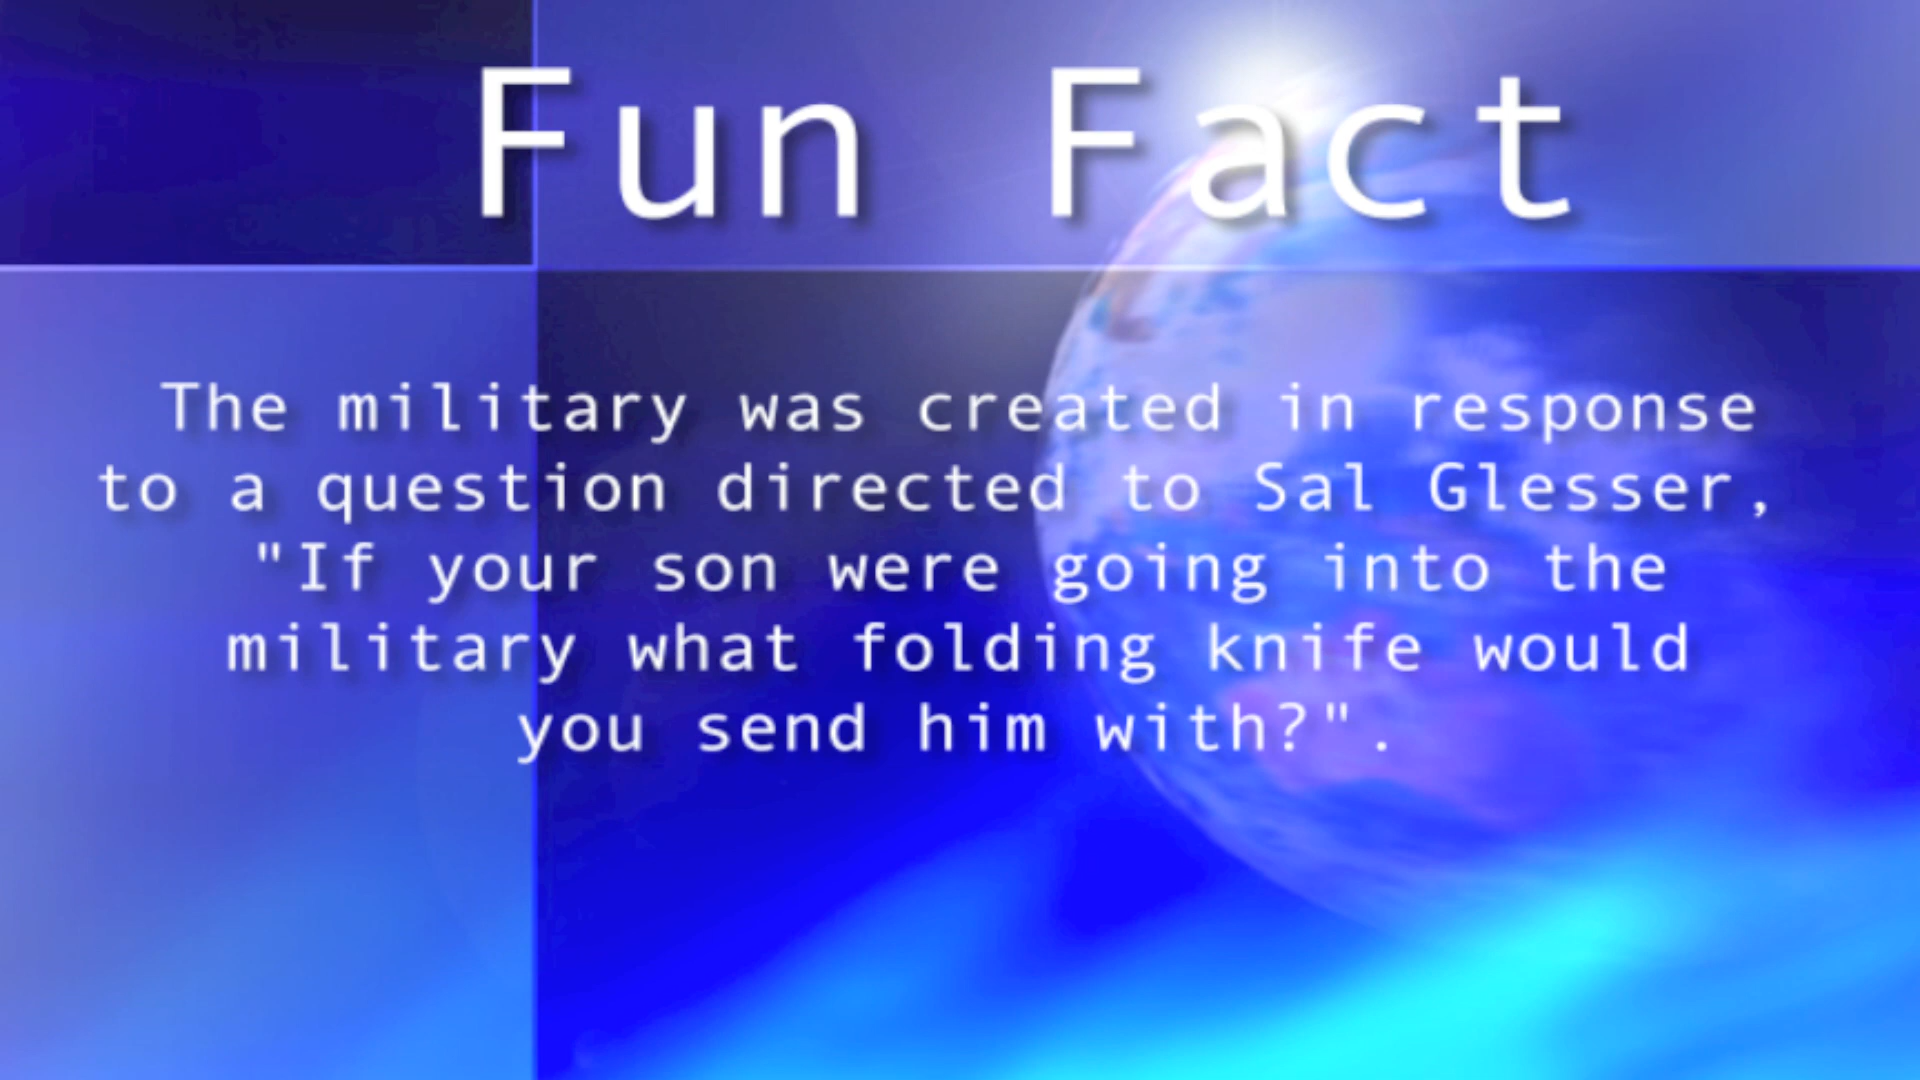 Fun Fact
The military was created in response
to a question directed to Sal Glesser,
"If your son were going into the
military what folding knife would
you send him with?".